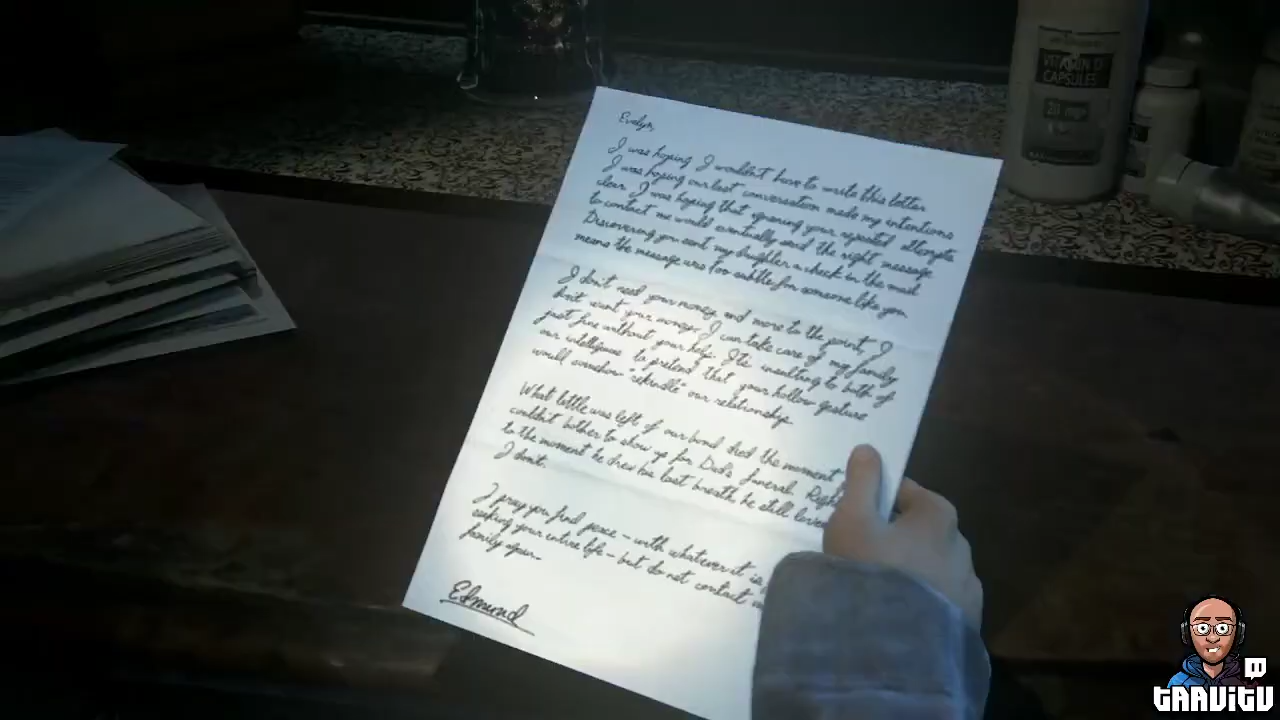 Evelyn,
I was hoping I wouldn't have to write this letter.
I was hoping our last conversation made my intentions
clear. I was hoping that ignoring your repeated attempts
to contact me would eventually send the right message.
Discovering you sent my daughter a check in the mail
means the message was too subtle for someone like you.
I don't need your money, and more to the point, I
don't want your money. I can take care of my family
just fine without your help. It's insulting to both of
our intelligence to pretend that your hollow gesture
would somehow "rekindle" our relationship.
What little was left of our bond died the moment
couldn't bother to show up for Dad's funeral. Right
to the moment he drew his last breath, he still loved
I don't.
I pray you find peace - with whatever it is
seeking your entire life - but do not contact
family again.
Edmund
VITAMIN D
CAPSULES
TAAViTV